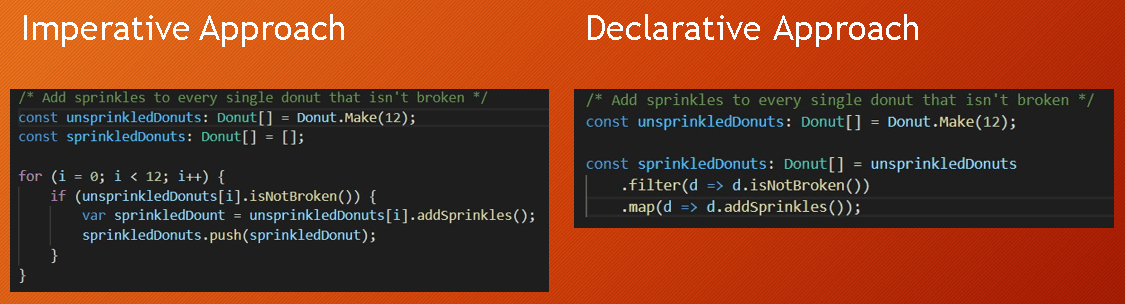 Imperative Approach
/* Add sprinkles to every single donut that isn't broken */
const unsprinkledDonuts: Donut[] = Donut.Make(12);
const sprinkledDonuts: Donut[] = [];
for (i = 0; i < 12; i++) {
if (unsprinkledDonuts[i].isNotBroken()) {
var sprinkledDount = unsprinkledDonuts[i].addSprinkles();
sprinkledDonuts.push(sprinkledDonut);
}
}
Declarative Approach
/* Add sprinkles to every single donut that isn't broken */
const unsprinkledDonuts: Donut[] = Donut.Make(12);
const sprinkledDonuts: Donut[] = unsprinkledDonuts
.filter(d => d.isNotBroken())
.map(d => d.addSprinkles());